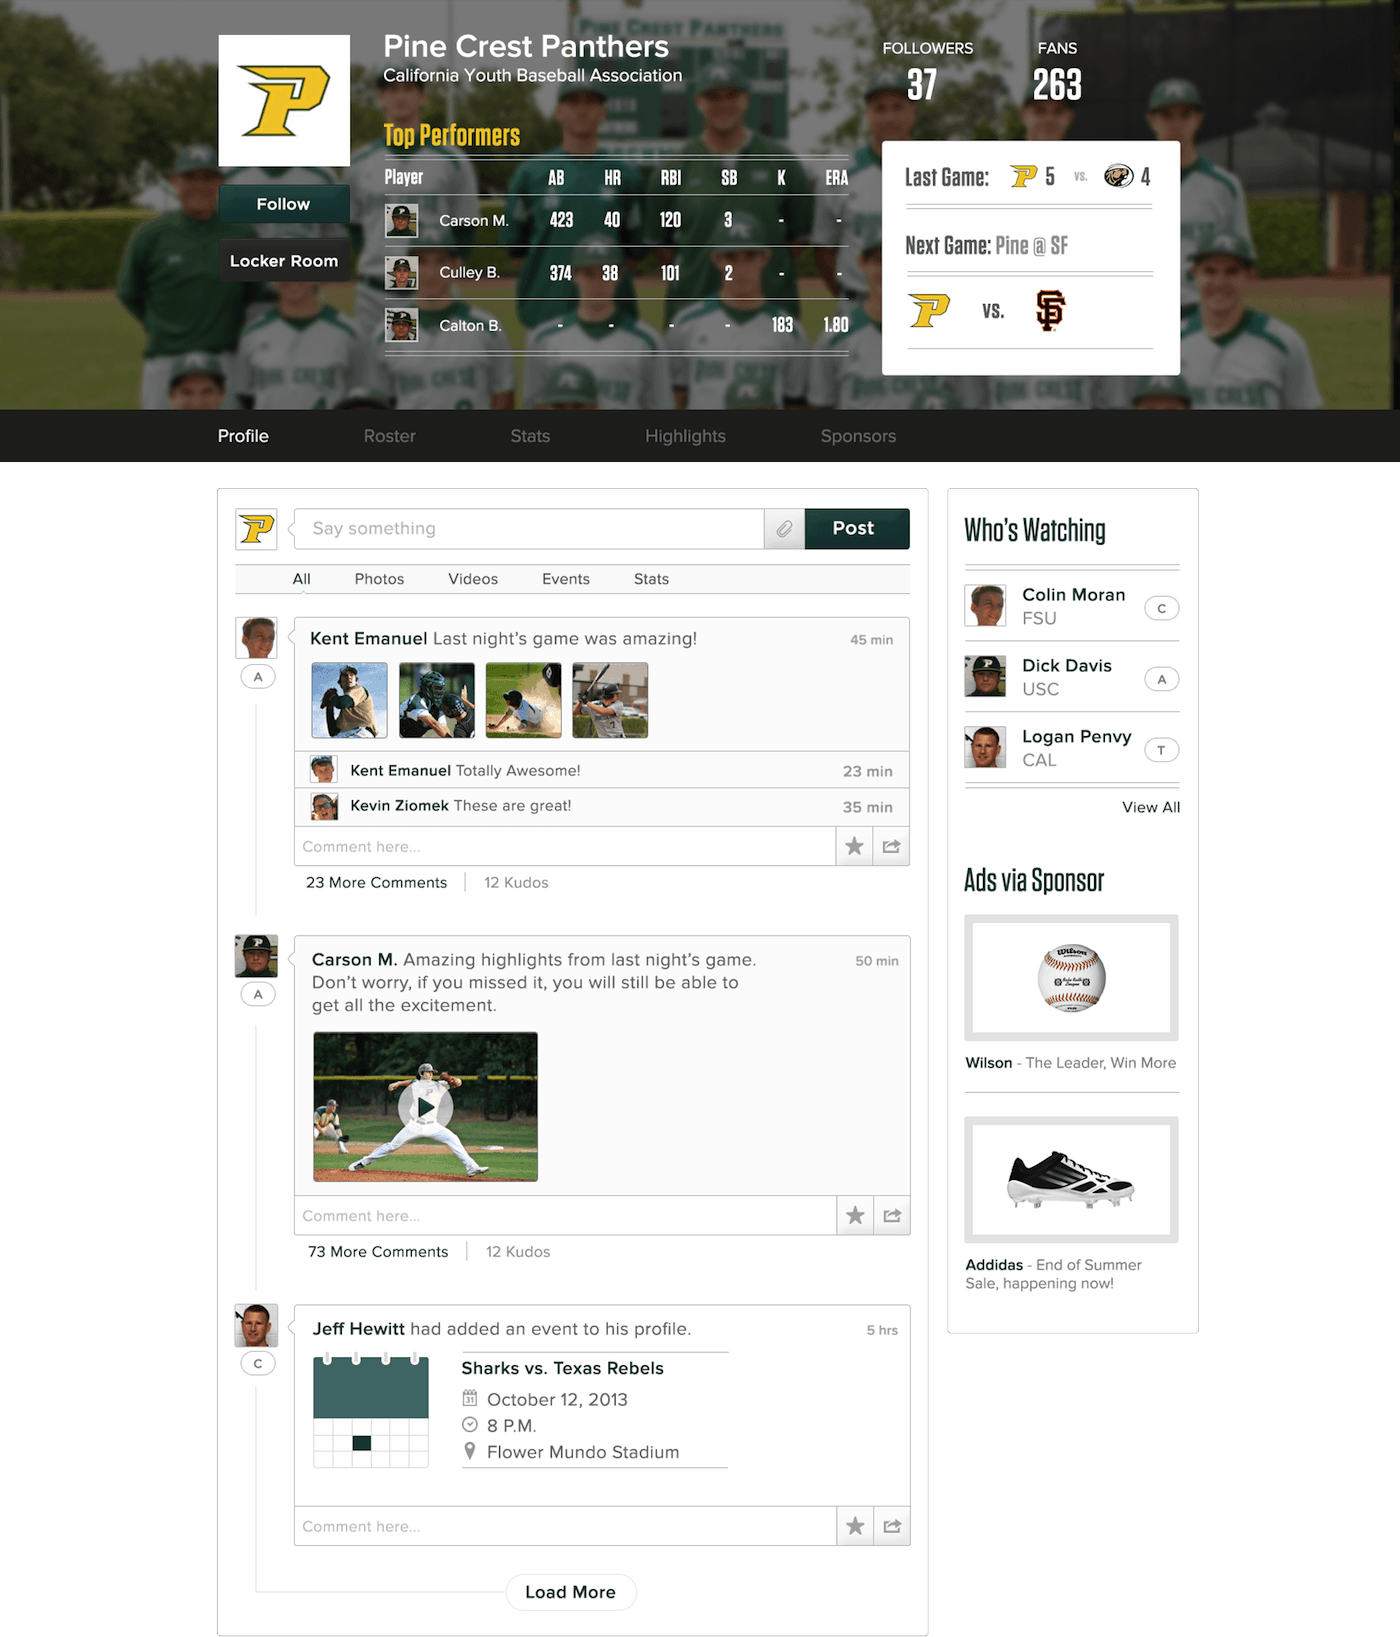 PINE CREST PANTHERS
Pine Crest Panthers
California Youth Baseball Association
FOLLOWERS FANS
37 263
Top Performers
Player AB HR RBI SB K ERA
Carson M. 423 40 120 3 - -
Culley B. 374 38 101 2 - -
Calton B. - - - - 183 1.80
Follow
Locker Room
Last Game: P 5 vs. 4
Next Game: Pine @ SF
P vs. SF
Profile Roster Stats Highlights Sponsors
Say something Post
All Photos Videos Events Stats
Kent Emanuel Last night's game was amazing! 45 min
A
Kent Emanuel Totally Awesome! 23 min
Kevin Ziomek These are great! 35 min
Comment here...
23 More Comments | 12 Kudos
Carson M. Amazing highlights from last night's game. 50 min
Don't worry, if you missed it, you will still be able to
get all the excitement.
A
Comment here...
73 More Comments | 12 Kudos
Jeff Hewitt had added an event to his profile. 5 hrs
C
Sharks vs. Texas Rebels
31 October 12, 2013
8 P.M.
Flower Mundo Stadium
Comment here...
Load More
Who's Watching
Colin Moran
FSU C
Dick Davis
USC A
Logan Penvy
CAL T
View All
Ads via Sponsor
Wilson
Wilson - The Leader, Win More
Addidas - End of Summer
Sale, happening now!